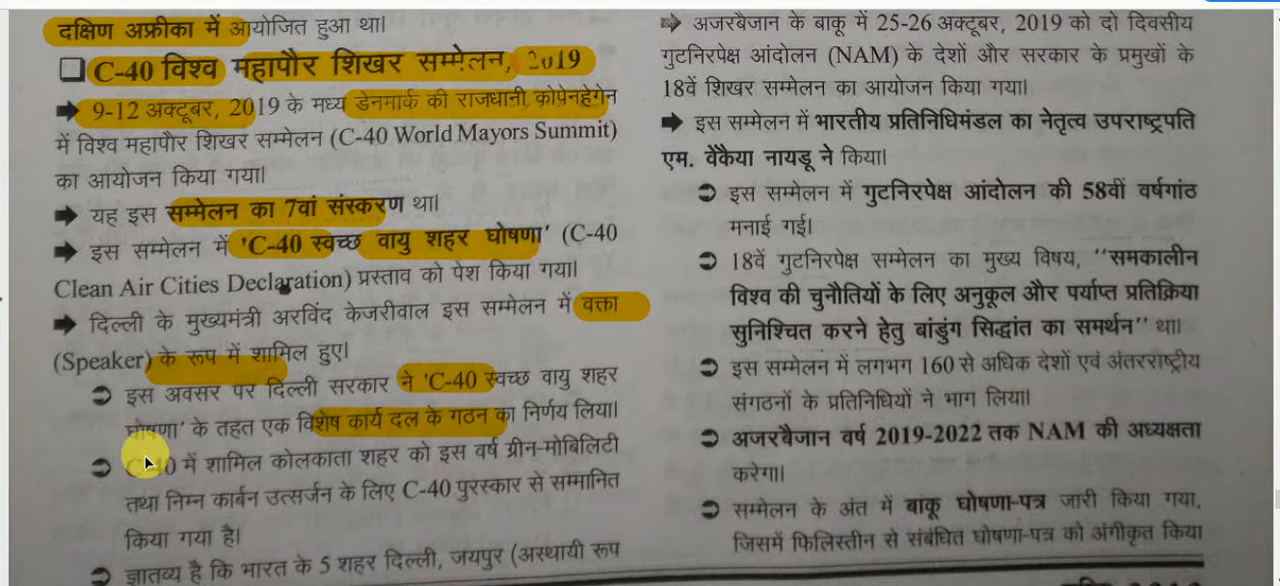 दक्षिण अफ्रीका में आयोजित हुआ था।
❑ C-40 विश्व महापौर शिखर सम्मेलन, 2019
➡ 9-12 अक्टूबर, 2019 के मध्य डेनमार्क की राजधानी कोपेनहेगेन
में विश्व महापौर शिखर सम्मेलन (C-40 World Mayors Summit)
का आयोजन किया गया।
➡ यह इस सम्मेलन का 7वां संस्करण था।
➡ इस सम्मेलन में 'C-40 स्वच्छ वायु शहर घोषणा' (C-40
Clean Air Cities Declaration) प्रस्ताव को पेश किया गया।
➡ दिल्ली के मुख्यमंत्री अरविंद केजरीवाल इस सम्मेलन में वक्ता
(Speaker) के रूप में शामिल हुए।
⮊ इस अवसर पर दिल्ली सरकार ने 'C-40 स्वच्छ वायु शहर
घोषणा' के तहत एक विशेष कार्य दल के गठन का निर्णय लिया।
⮊ C-40 में शामिल कोलकाता शहर को इस वर्ष ग्रीन-मोबिलिटी
तथा निम्न कार्बन उत्सर्जन के लिए C-40 पुरस्कार से सम्मानित
किया गया है।
⮊ ज्ञातव्य है कि भारत के 5 शहर दिल्ली, जयपुर (अस्थायी रूप
➡ अजरबैजान के बाकू में 25-26 अक्टूबर, 2019 को दो दिवसीय
गुटनिरपेक्ष आंदोलन (NAM) के देशों और सरकार के प्रमुखों के
18वें शिखर सम्मेलन का आयोजन किया गया।
➡ इस सम्मेलन में भारतीय प्रतिनिधिमंडल का नेतृत्व उपराष्ट्रपति
एम. वेंकैया नायडू ने किया।
⮊ इस सम्मेलन में गुटनिरपेक्ष आंदोलन की 58वीं वर्षगांठ
मनाई गई।
⮊ 18वें गुटनिरपेक्ष सम्मेलन का मुख्य विषय, ''समकालीन
विश्व की चुनौतियों के लिए अनुकूल और पर्याप्त प्रतिक्रिया
सुनिश्चित करने हेतु बांडुंग सिद्धांत का समर्थन'' था।
⮊ इस सम्मेलन में लगभग 160 से अधिक देशों एवं अंतरराष्ट्रीय
संगठनों के प्रतिनिधियों ने भाग लिया।
⮊ अजरबैजान वर्ष 2019-2022 तक NAM की अध्यक्षता
करेगा।
⮊ सम्मेलन के अंत में बाकू घोषणा-पत्र जारी किया गया,
जिसमें फिलिस्तीन से संबंधित घोषणा-पत्र को अंगीकृत किया